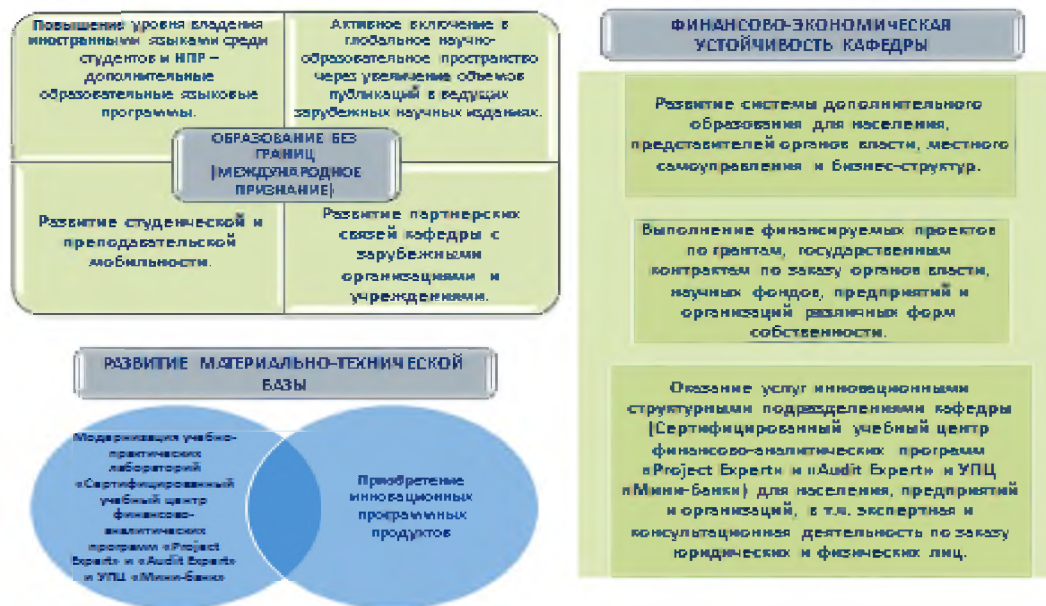 Повышение уровня владения
иностранными языками среди
студентов и НПР –
дополнительные
образовательные языковые
программы.
Активное включение в
глобальное научно-
образовательное пространство
через увеличение объемов
публикаций в ведущих
зарубежных научных изданиях.
ОБРАЗОВАНИЕ БЕЗ
ГРАНИЦ
(МЕЖДУНАРОДНОЕ
ПРИЗНАНИЕ)
Развитие студенческой и
преподавательской
мобильности.
Развитие партнерских
связей кафедры с
зарубежными
организациями и
учреждениями.
РАЗВИТИЕ МАТЕРИАЛЬНО-ТЕХНИЧЕСКОЙ
БАЗЫ
Модернизация учебно-
практических
лабораторий
«Сертифицированный
учебный центр
финансово-
аналитических
программ «Project
Expert» и «Audit Expert»
и УПЦ «Мини-банк»
Приобретение
инновационных
программных
продуктов
ФИНАНСОВО-ЭКОНОМИЧЕСКАЯ
УСТОЙЧИВОСТЬ КАФЕДРЫ
Развитие системы дополнительного
образования для населения,
представителей органов власти, местного
самоуправления и бизнес-структур.
Выполнение финансируемых проектов
по грантам, государственным
контрактам по заказу органов власти,
научных фондов, предприятий и
организаций различных форм
собственности.
Оказание услуг инновационными
структурными подразделениями кафедры
(Сертифицированный учебный центр
финансово-аналитических программ
«Project Expert» и «Audit Expert» и УПЦ
«Мини-банк») для населения, предприятий
и организаций, в т.ч. экспертная и
консультационная деятельность по заказу
юридических и физических лиц.